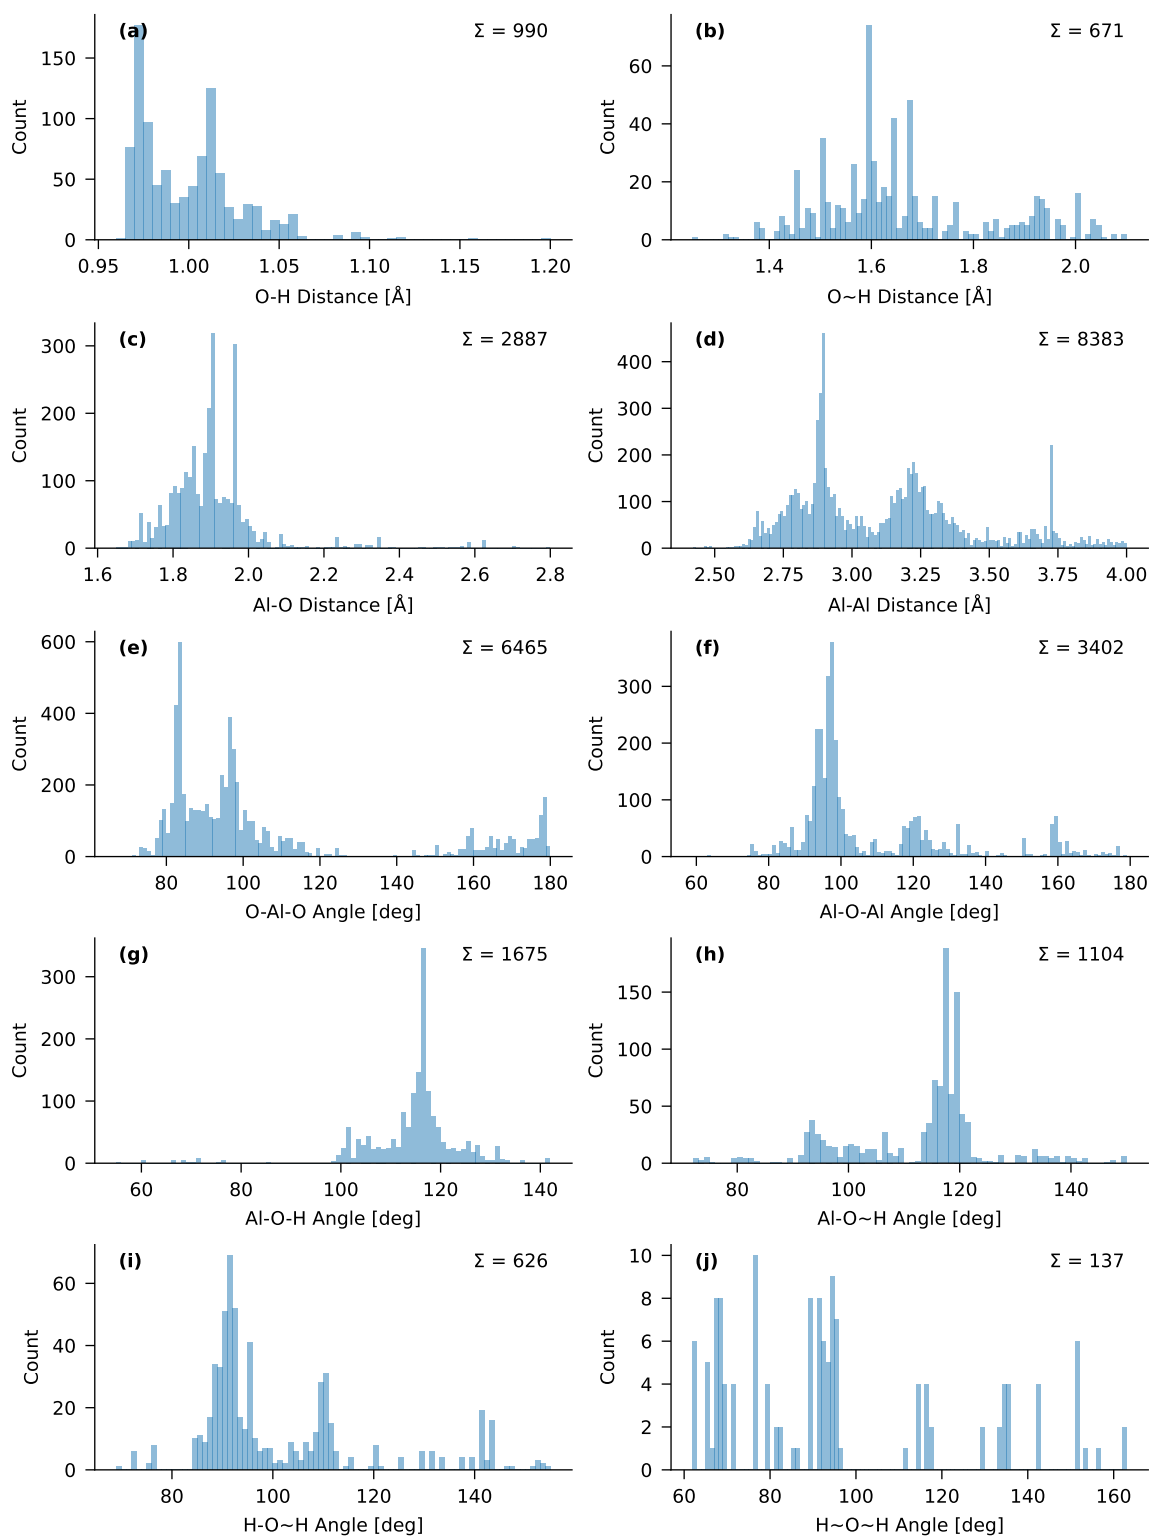 (a) Σ = 990
150
100
50
0
Count
0.95 1.00 1.05 1.10 1.15 1.20
O-H Distance [Å]
(b) Σ = 671
60
40
20
0
Count
1.4 1.6 1.8 2.0
O~H Distance [Å]
(c) Σ = 2887
300
200
100
0
Count
1.6 1.8 2.0 2.2 2.4 2.6 2.8
Al-O Distance [Å]
(d) Σ = 8383
400
300
200
100
0
Count
2.50 2.75 3.00 3.25 3.50 3.75 4.00
Al-Al Distance [Å]
(e) Σ = 6465
600
400
200
0
Count
80 100 120 140 160 180
O-Al-O Angle [deg]
(f) Σ = 3402
300
200
100
0
Count
60 80 100 120 140 160 180
Al-O-Al Angle [deg]
(g) Σ = 1675
300
200
100
0
Count
60 80 100 120 140
Al-O-H Angle [deg]
(h) Σ = 1104
150
100
50
0
Count
80 100 120 140
Al-O~H Angle [deg]
(i) Σ = 626
60
40
20
0
Count
80 100 120 140
H-O~H Angle [deg]
(j) Σ = 137
10
8
6
4
2
0
Count
60 80 100 120 140 160
H~O~H Angle [deg]